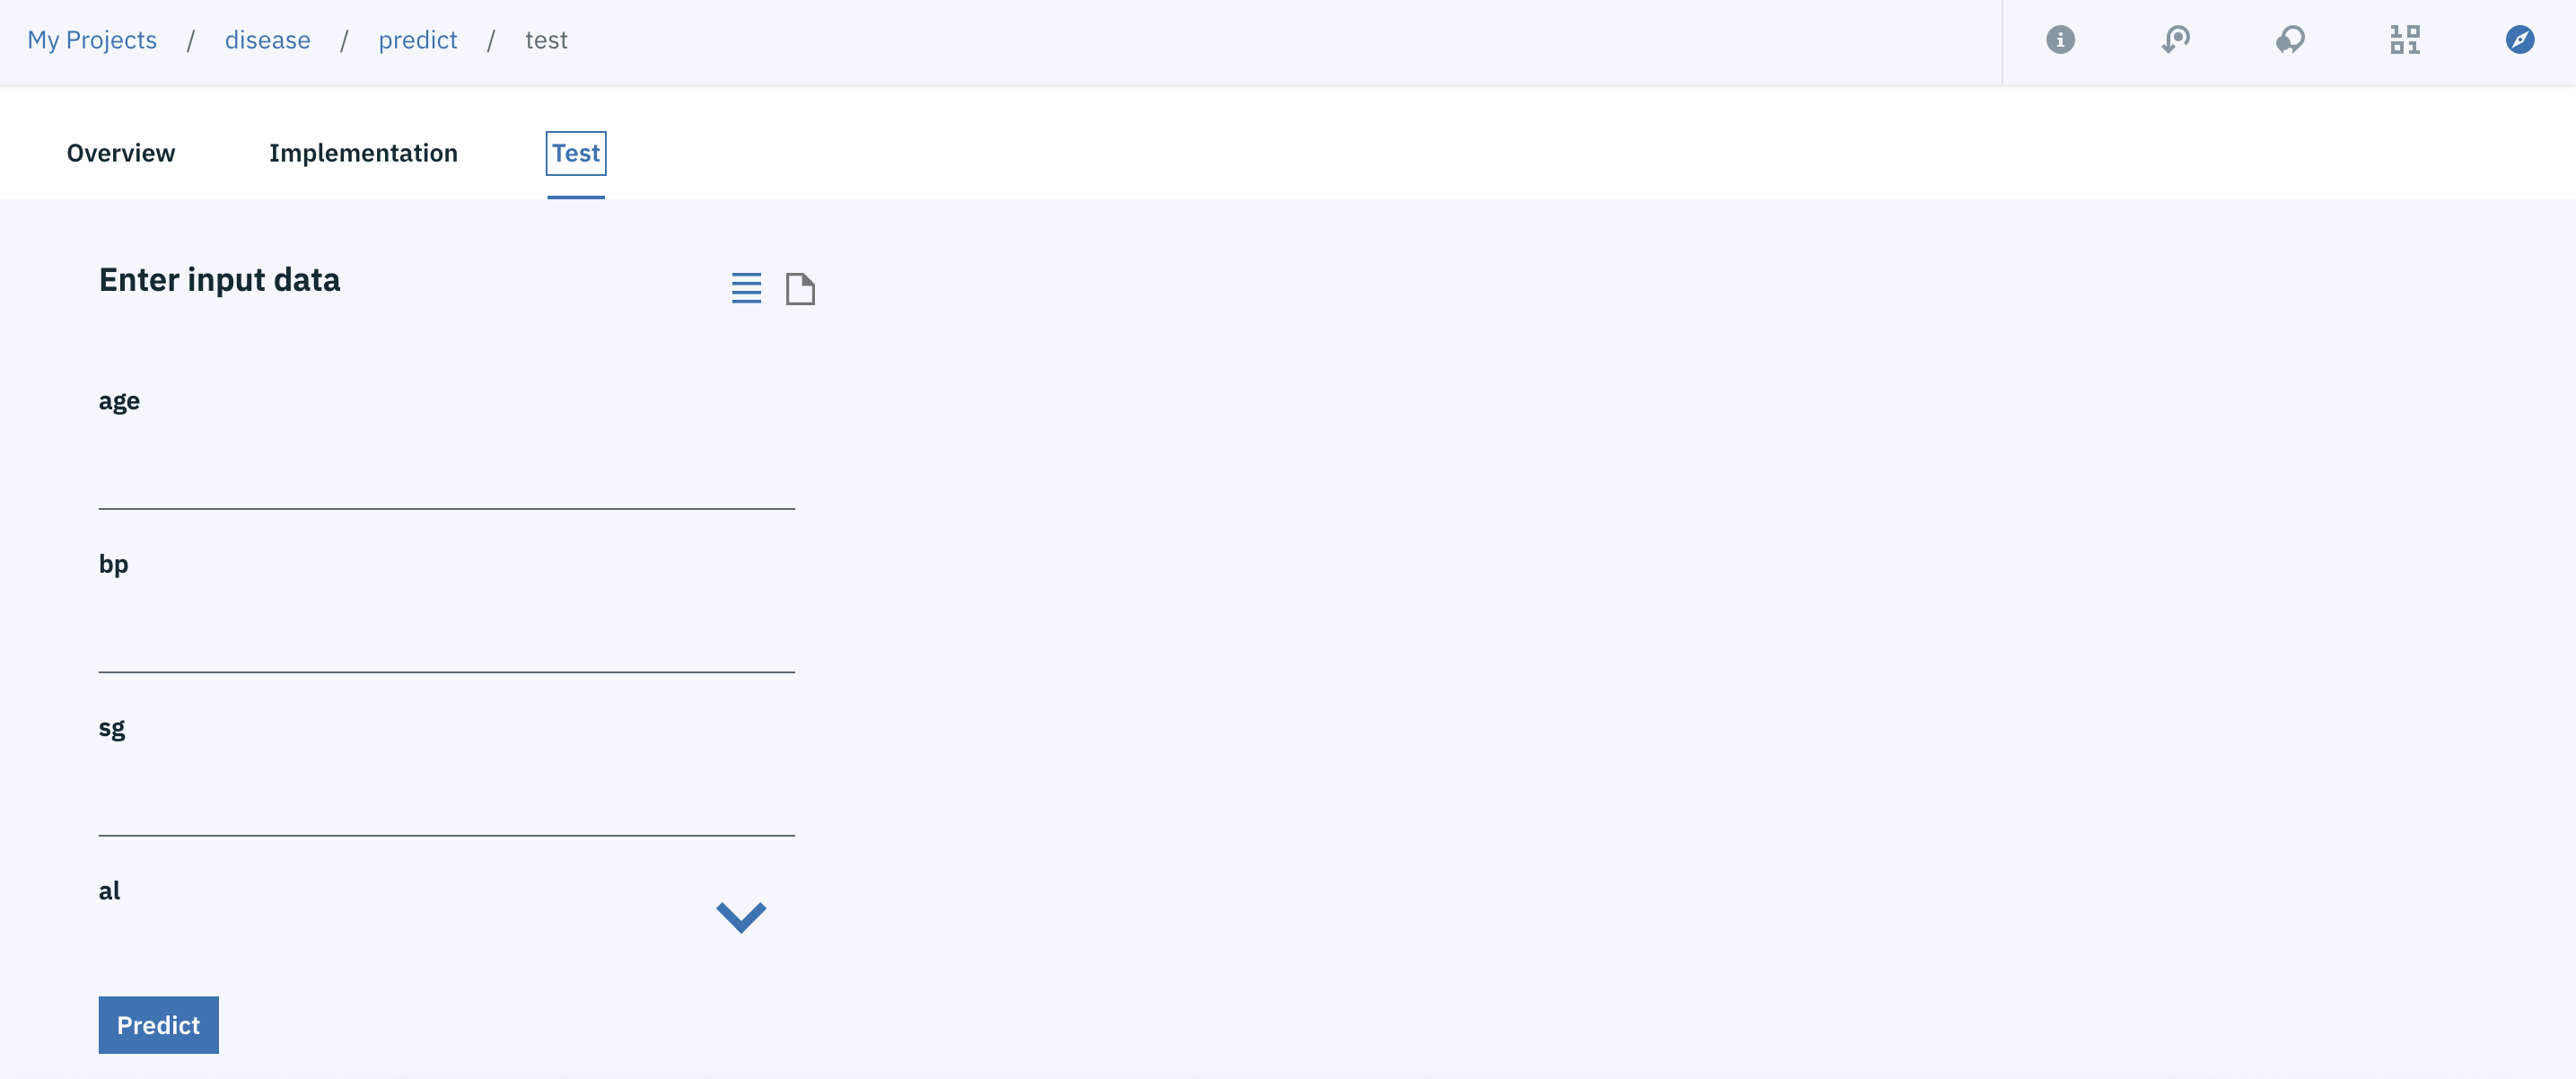 My Projects / disease / predict / test
Overview Implementation Test
Enter input data
age
bp
sg
al
Predict